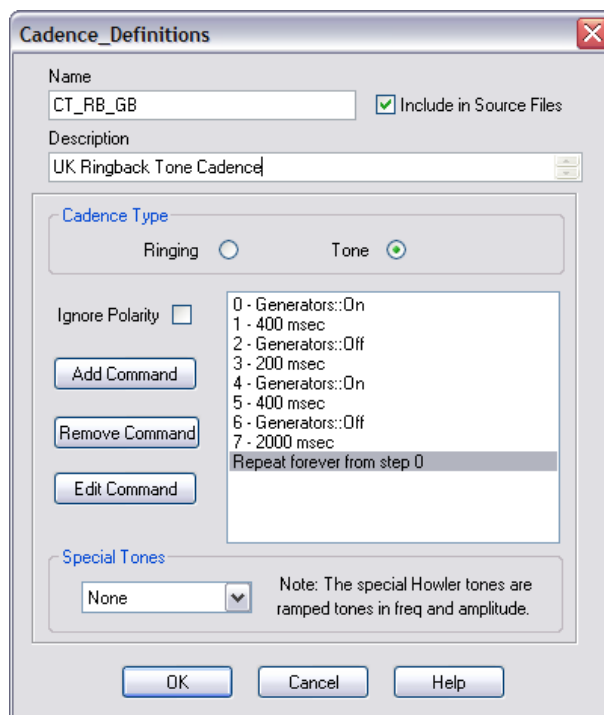 Cadence_Definitions
Name
CT_RB_GB
Include in Source Files
Description
UK Ringback Tone Cadence
Cadence Type
Ringing
Tone
Ignore Polarity
Add Command
Remove Command
Edit Command
0 - Generators::On
1 - 400 msec
2 - Generators::Off
3 - 200 msec
4 - Generators::On
5 - 400 msec
6 - Generators::Off
7 - 2000 msec
Repeat forever from step 0
Special Tones
None
Note: The special Howler tones are
ramped tones in freq and amplitude.
OK
Cancel
Help